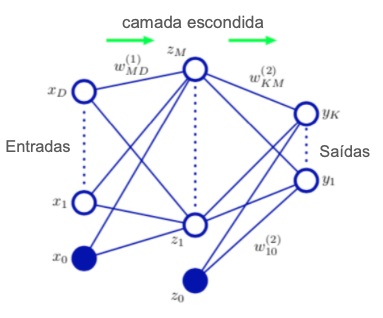 camada escondida
z_M
w_{MD}^{(1)}
w_{KM}^{(2)}
x_D
y_K
Entradas
Saídas
y_1
x_1
z_1
w_{10}^{(2)}
x_0
z_0